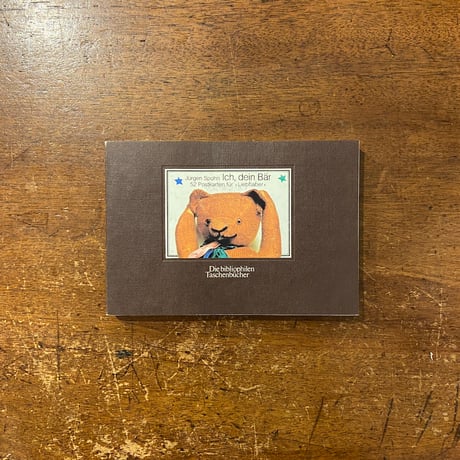 Jürgen Spohn Ich, dein Bär
52 Postkarten für »Liebhaber«
Die bibliophilen
Taschenbücher